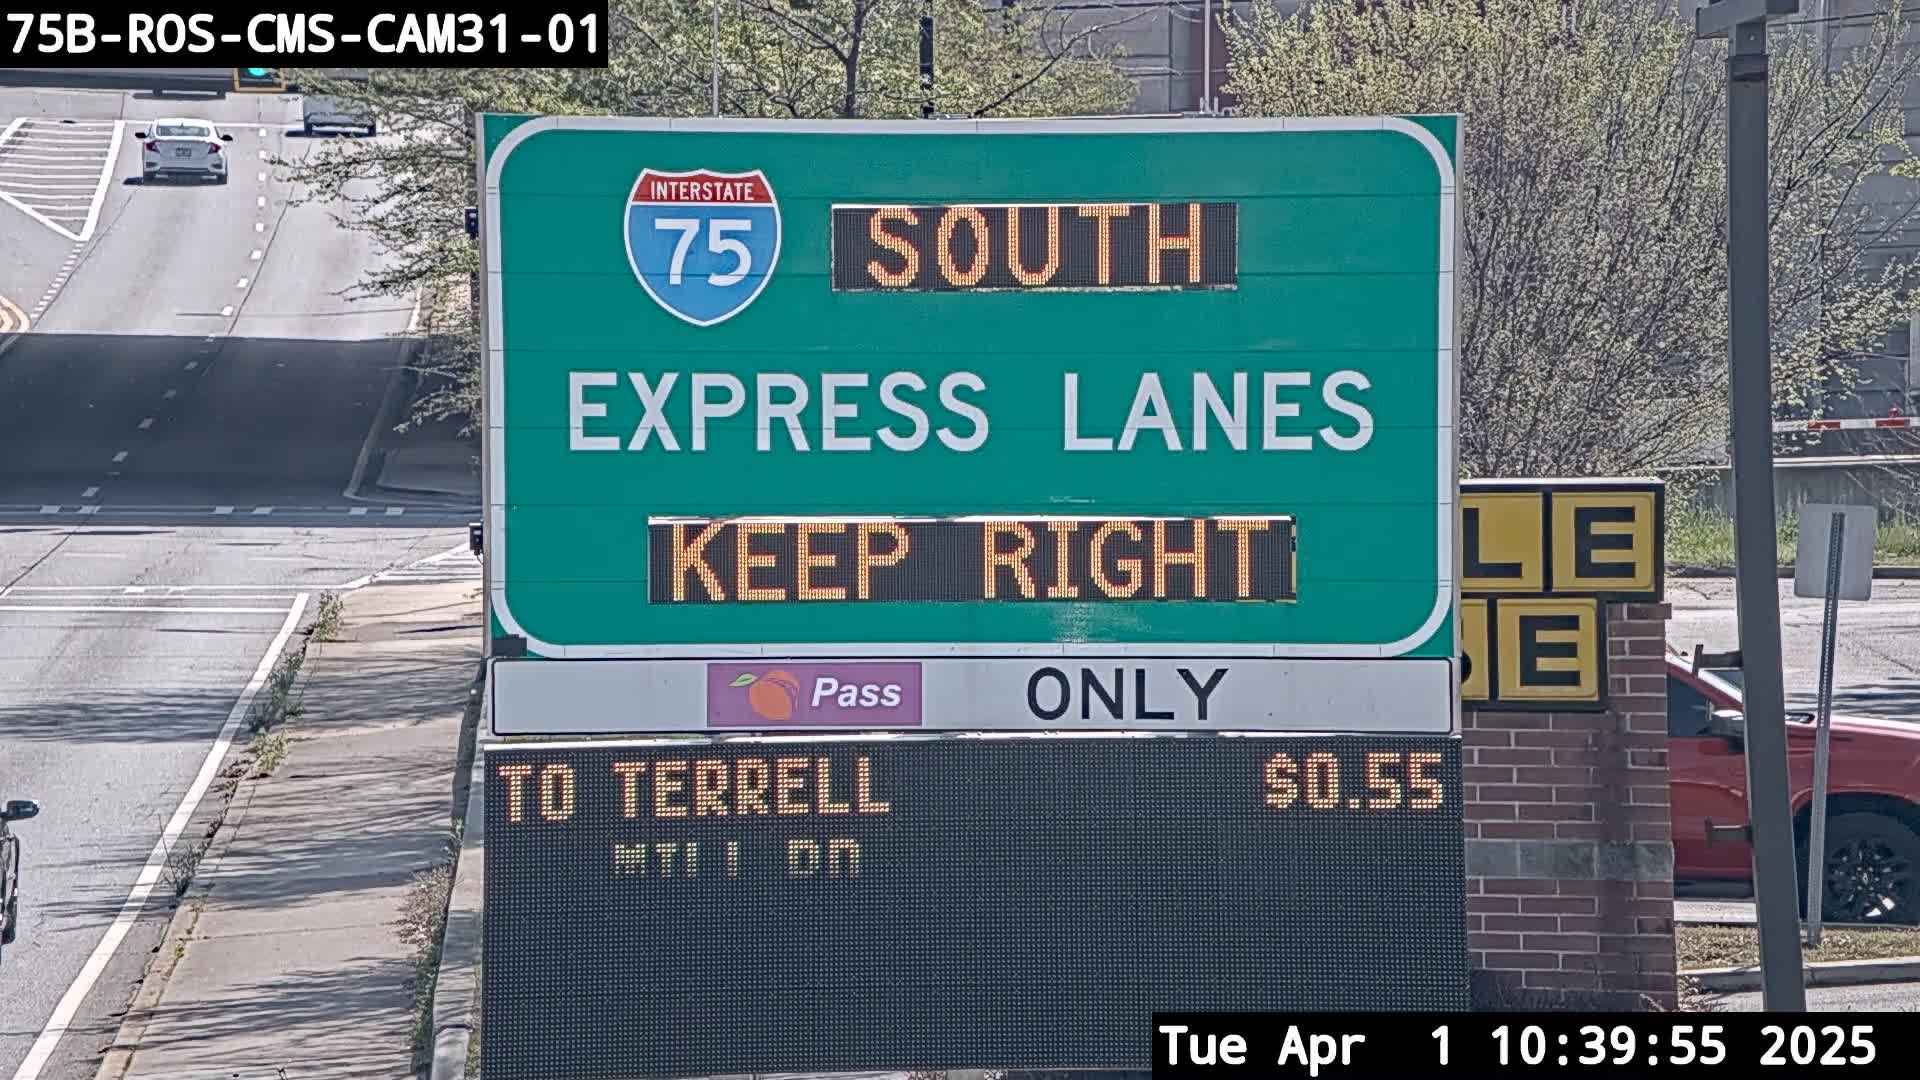 75B-ROS-CMS-CAM31-01
INTERSTATE
75
SOUTH
EXPRESS LANES
KEEP RIGHT
Pass ONLY
TO TERRELL $0.55
LE
E
Tue Apr 1 10:39:55 2025